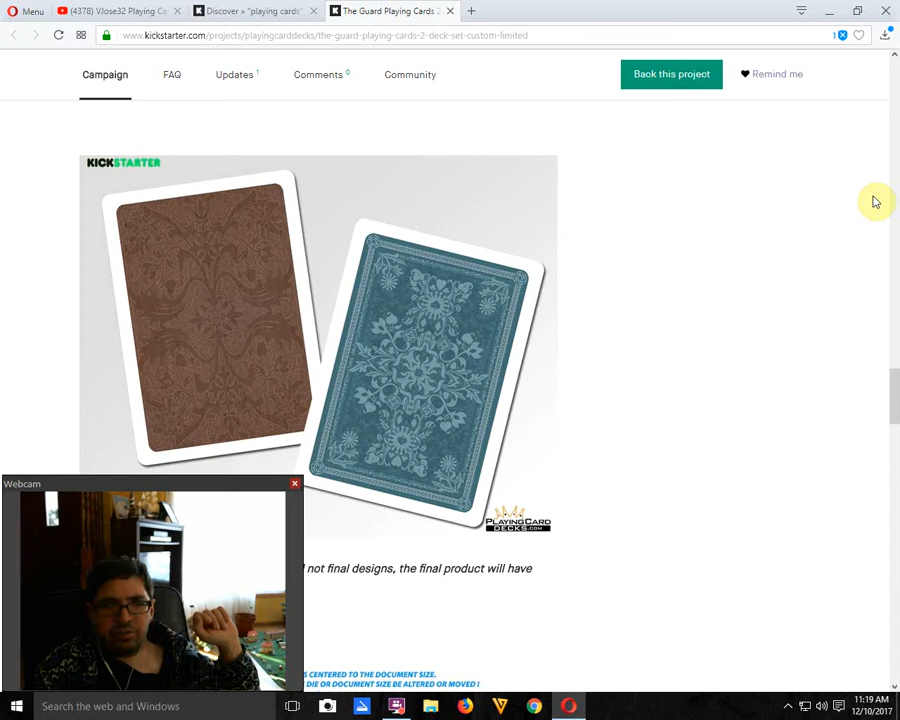 Menu
(4378) VJose32 Playing Ca
Discover » "playing cards"
The Guard Playing Cards 2
www.kickstarter.com/projects/playingcarddecks/the-guard-playing-cards-2-deck-set-custom-limited
1
Campaign
FAQ
Updates 1
Comments 0
Community
Back this project
Remind me
KICKSTARTER
PLAYINGCARD
DECKS.COM
Webcam
not final designs, the final product will have
CENTERED TO THE DOCUMENT SIZE.
DIE OR DOCUMENT SIZE BE ALTERED OR MOVED !
Search the web and Windows
11:19 AM
12/10/2017